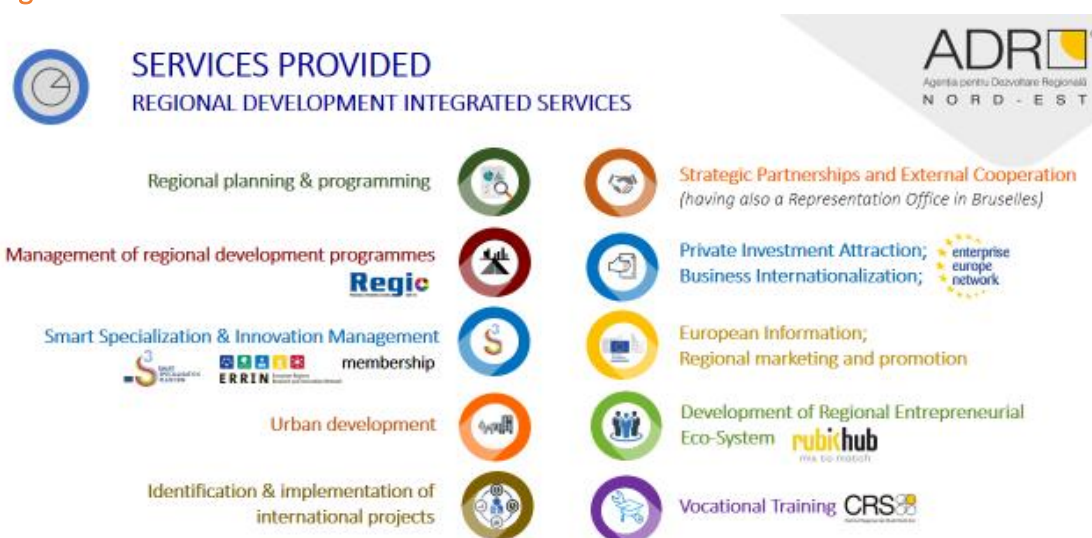 SERVICES PROVIDED
REGIONAL DEVELOPMENT INTEGRATED SERVICES
ADR
Agenția pentru Dezvoltare Regională
NORD-EST
Regional planning & programming
Management of regional development programmes
Regio
Smart Specialization & Innovation Management
ERRIN
membership
Urban development
Identification & implementation of
international projects
Strategic Partnerships and External Cooperation
(having also a Representation Office in Bruselles)
Private Investment Attraction;
Business Internationalization;
enterprise
europe
network
European Information;
Regional marketing and promotion
Development of Regional Entrepreneurial
Eco-System
rubikhub
mix to match
Vocational Training
CRS